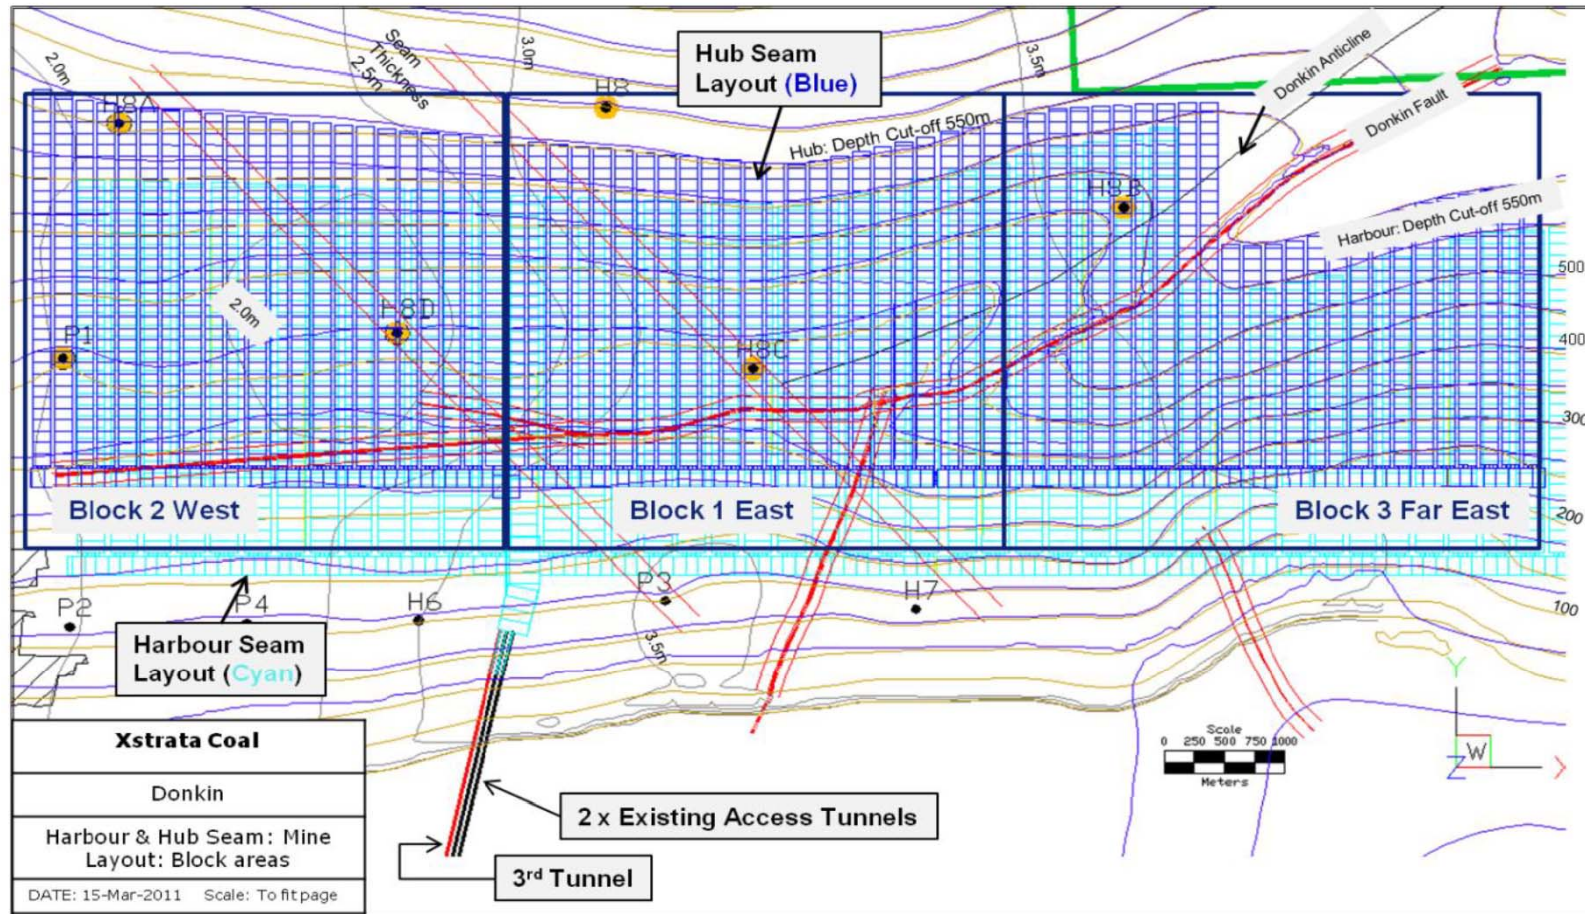 2.0m
Seam
Thickness
2.5m
3.0m
3.5m
Hub Seam
Layout (Blue)
Donkin Anticline
Donkin Fault
H8A
H8
Hub: Depth Cut-off 550m
H8B
Harbour: Depth Cut-off 550m
500
2.0m
H8D
P1
H8C
400
300
Block 2 West
Block 1 East
Block 3 Far East
200
P2
P4
H6
P3
H7
100
3.5m
Harbour Seam
Layout (Cyan)
Xstrata Coal
Donkin
Harbour & Hub Seam: Mine
Layout: Block areas
DATE: 15-Mar-2011 Scale: To fit page
2 x Existing Access Tunnels
3rd Tunnel
Scale
0 250 500 750 1000
Meters
Y
W
Z
X